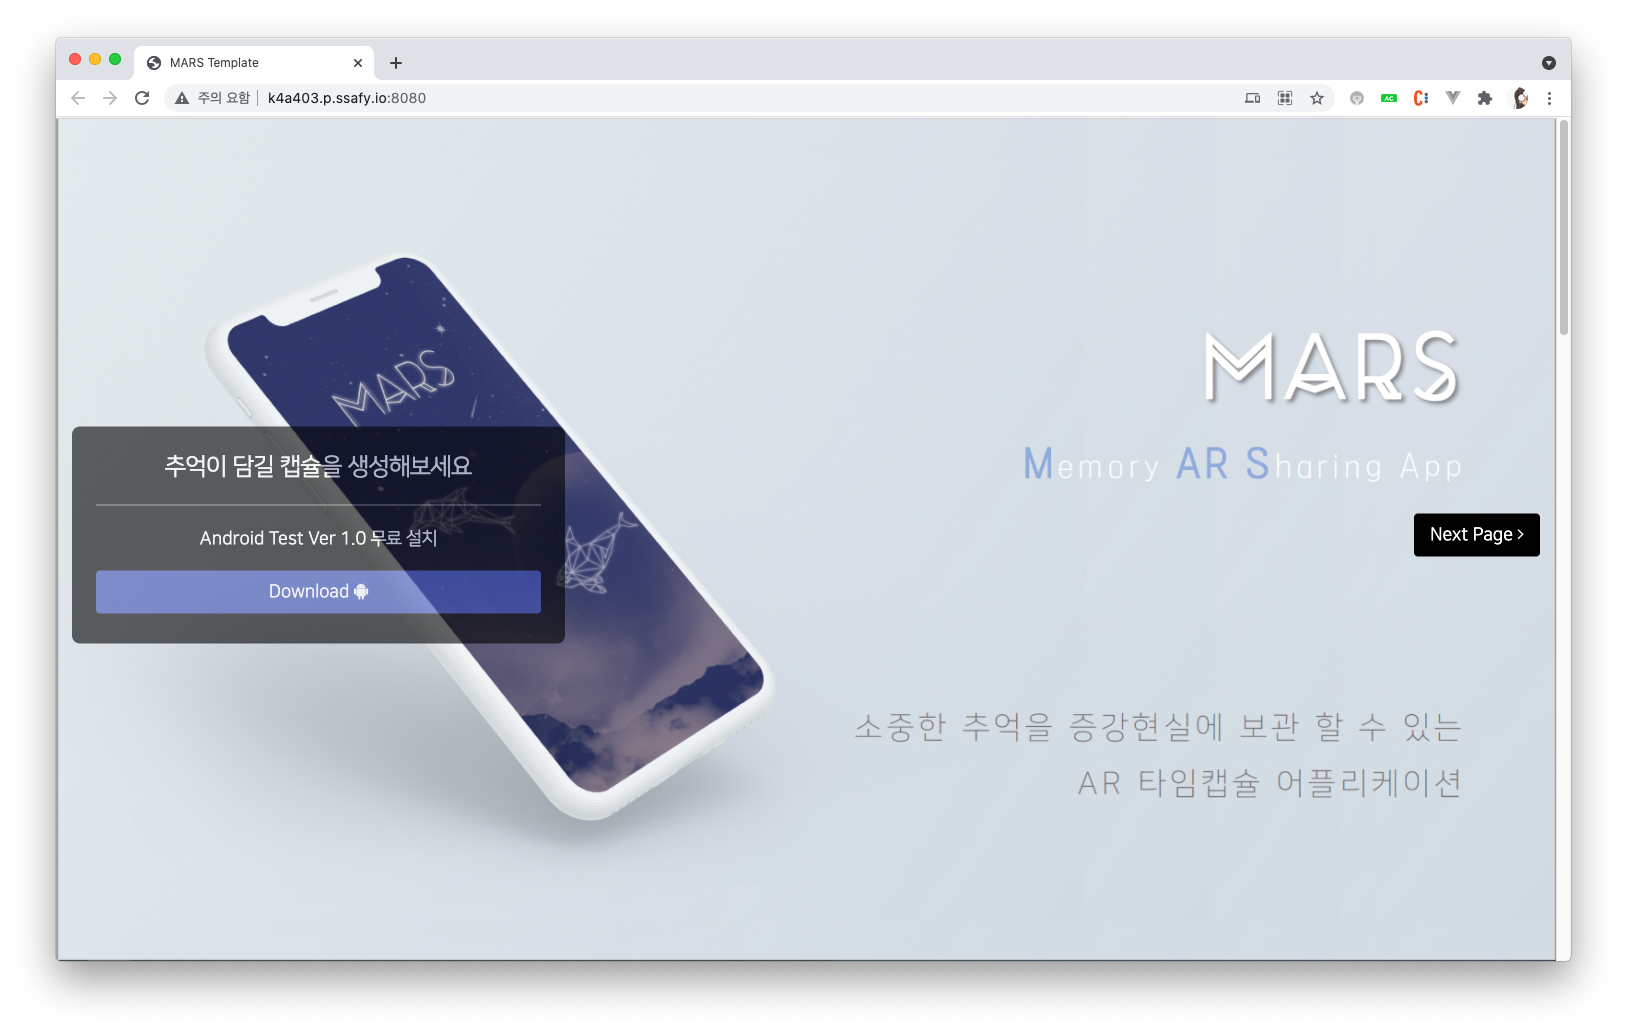 MARS Template
주의 요함
k4a403.p.ssafy.io:8080
AC
MARS
추억이 담길 캡슐을 생성해보세요
Android Test Ver 1.0 무료 설치
Download
MARS
Memory AR Sharing App
Next Page
소중한 추억을 증강현실에 보관 할 수 있는
AR 타임캡슐 어플리케이션